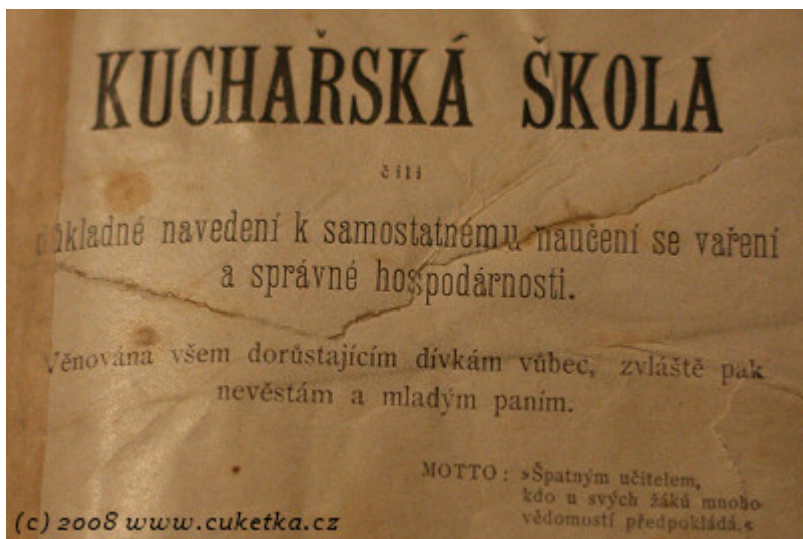 KUCHAŘSKÁ ŠKOLA
čili
důkladné navedení k samostatnému naučení se vaření
a správné hospodárnosti.
Věnována všem dorůstajícím dívkám vůbec, zvláště pak
nevěstám a mladým paním.
MOTTO: »Špatným učitelem,
kdo u svých žáků mnoho
vědomostí předpokládá.«
(c) 2008 www.cuketka.cz